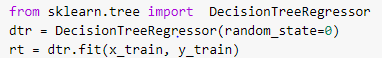 from sklearn.tree import  DecisionTreeRegressor
dtr = DecisionTreeRegressor(random_state=0)
rt = dtr.fit(x_train, y_train)